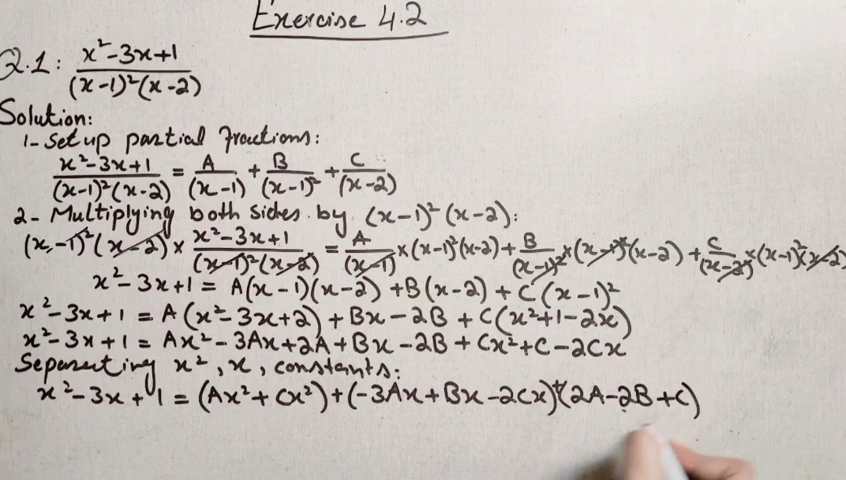 Exercise 4.2
Q.1: (x²-3x+1)/((x-1)²(x-2))
Solution:
1- Set up partial fractions:
(x²-3x+1)/((x-1)²(x-2)) = A/(x-1) + B/(x-1)² + C/(x-2)
2- Multiplying both sides by (x-1)²(x-2):
(x-1)²(x-2) × (x²-3x+1)/((x-1)²(x-2)) = A/(x-1) × (x-1)²(x-2) + B/(x-1)² × (x-1)²(x-2) + C/(x-2) × (x-1)²(x-2)
x²-3x+1 = A(x-1)(x-2) + B(x-2) + C(x-1)²
x²-3x+1 = A(x²-3x+2) + Bx-2B + C(x²+1-2x)
x²-3x+1 = Ax²-3Ax+2A+Bx-2B+Cx²+C-2Cx
Separating x², x, constants:
x²-3x+1 = (Ax²+Cx²)+(-3Ax+Bx-2Cx)+(2A-2B+C)